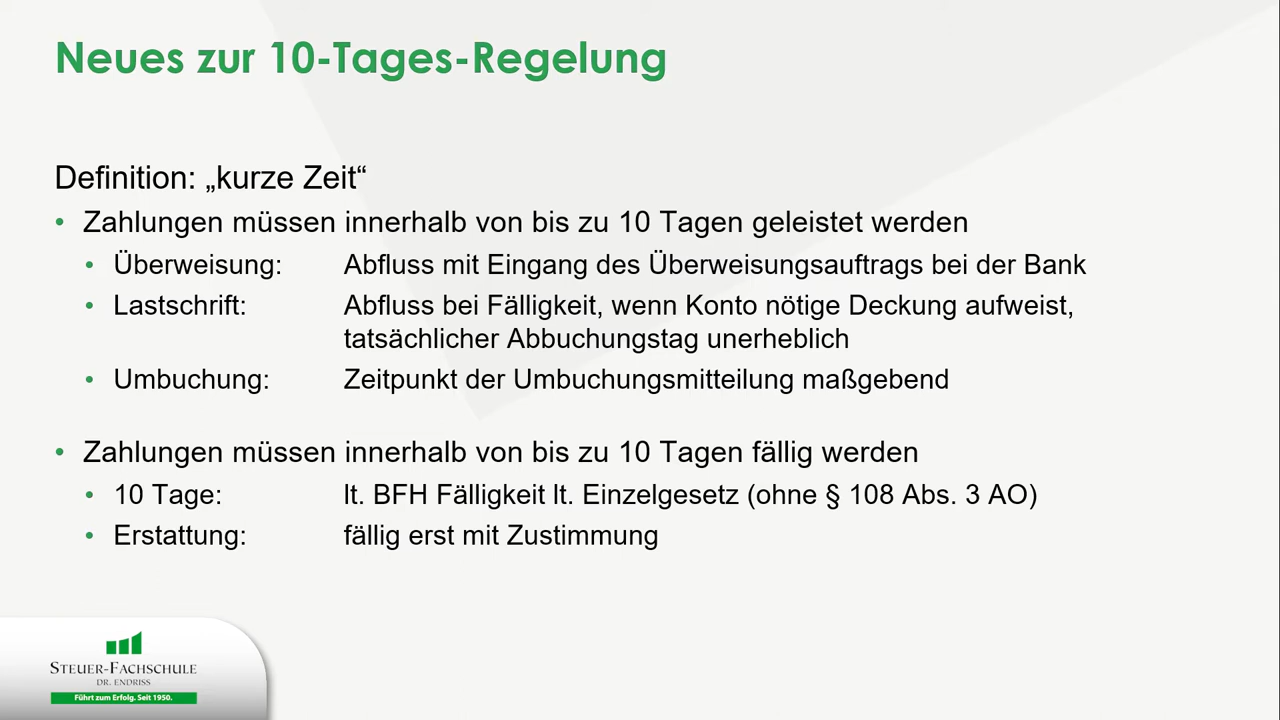 Neues zur 10-Tages-Regelung
Definition: „kurze Zeit“
• Zahlungen müssen innerhalb von bis zu 10 Tagen geleistet werden
• Überweisung: Abfluss mit Eingang des Überweisungsauftrags bei der Bank
• Lastschrift: Abfluss bei Fälligkeit, wenn Konto nötige Deckung aufweist,
tatsächlicher Abbuchungstag unerheblich
• Umbuchung: Zeitpunkt der Umbuchungsmitteilung maßgebend
• Zahlungen müssen innerhalb von bis zu 10 Tagen fällig werden
• 10 Tage: lt. BFH Fälligkeit lt. Einzelgesetz (ohne § 108 Abs. 3 AO)
• Erstattung: fällig erst mit Zustimmung
STEUER-FACHSCHULE
DR. ENDRISS
Führt zum Erfolg. Seit 1950.